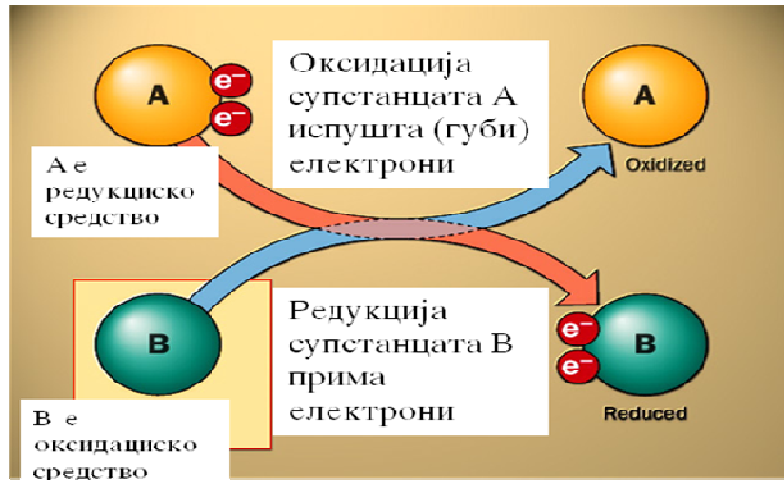 A
e⁻
e⁻
Оксидација
супстанцата А
испушта (губи)
електрони
A
Oxidized
А е
редукциско
средство
B
Редукција
супстанцата В
прима
електрони
e⁻
e⁻
B
Reduced
В е
оксидациско
средство